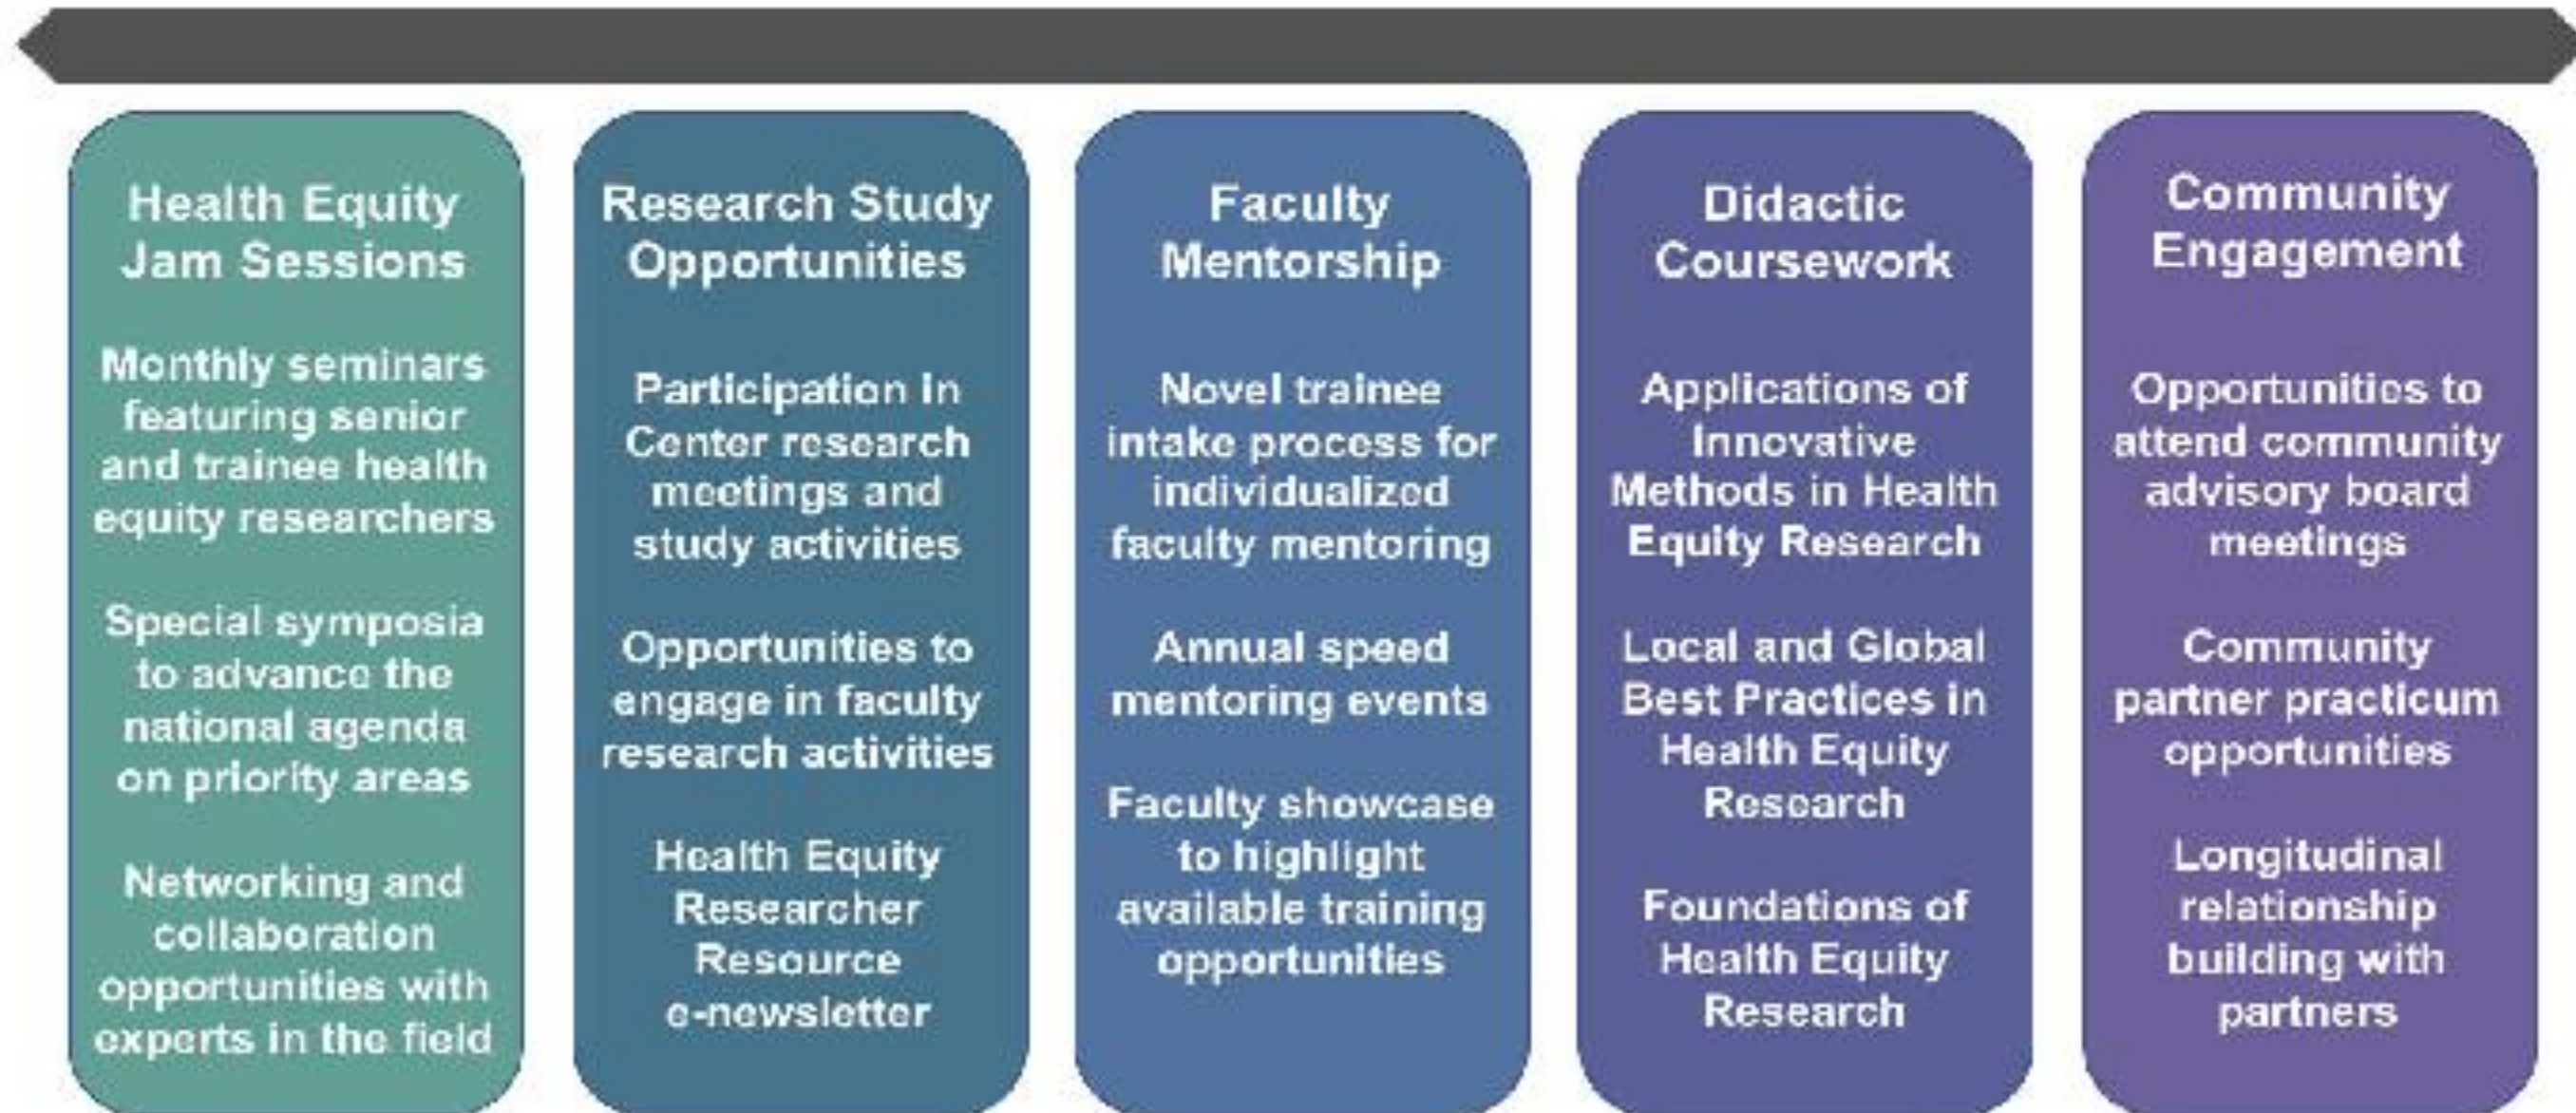 Health Equity
Jam Sessions
Monthly seminars
featuring senior
and trainee health
equity researchers
Special symposia
to advance the
national agenda
on priority areas
Networking and
collaboration
opportunities with
experts in the field
Research Study
Opportunities
Participation in
Center research
meetings and
study activities
Opportunities to
engage in faculty
research activities
Health Equity
Researcher
Resource
e-newsletter
Faculty
Mentorship
Novel trainee
intake process for
individualized
faculty mentoring
Annual speed
mentoring events
Faculty showcase
to highlight
available training
opportunities
Didactic
Coursework
Applications of
Innovative
Methods in Health
Equity Research
Local and Global
Best Practices in
Health Equity
Research
Foundations of
Health Equity
Research
Community
Engagement
Opportunities to
attend community
advisory board
meetings
Community
partner practicum
opportunities
Longitudinal
relationship
building with
partners